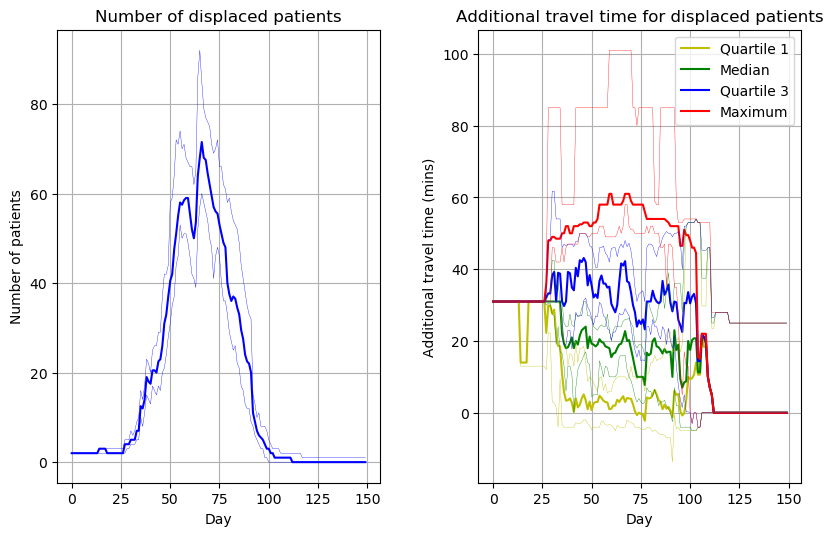 Number of displaced patients
Number of patients
80
60
40
20
0
0
25
50
75
100
125
150
Day
Additional travel time for displaced patients
Additional travel time (mins)
100
80
60
40
20
0
0
25
50
75
100
125
150
Day
Quartile 1
Median
Quartile 3
Maximum